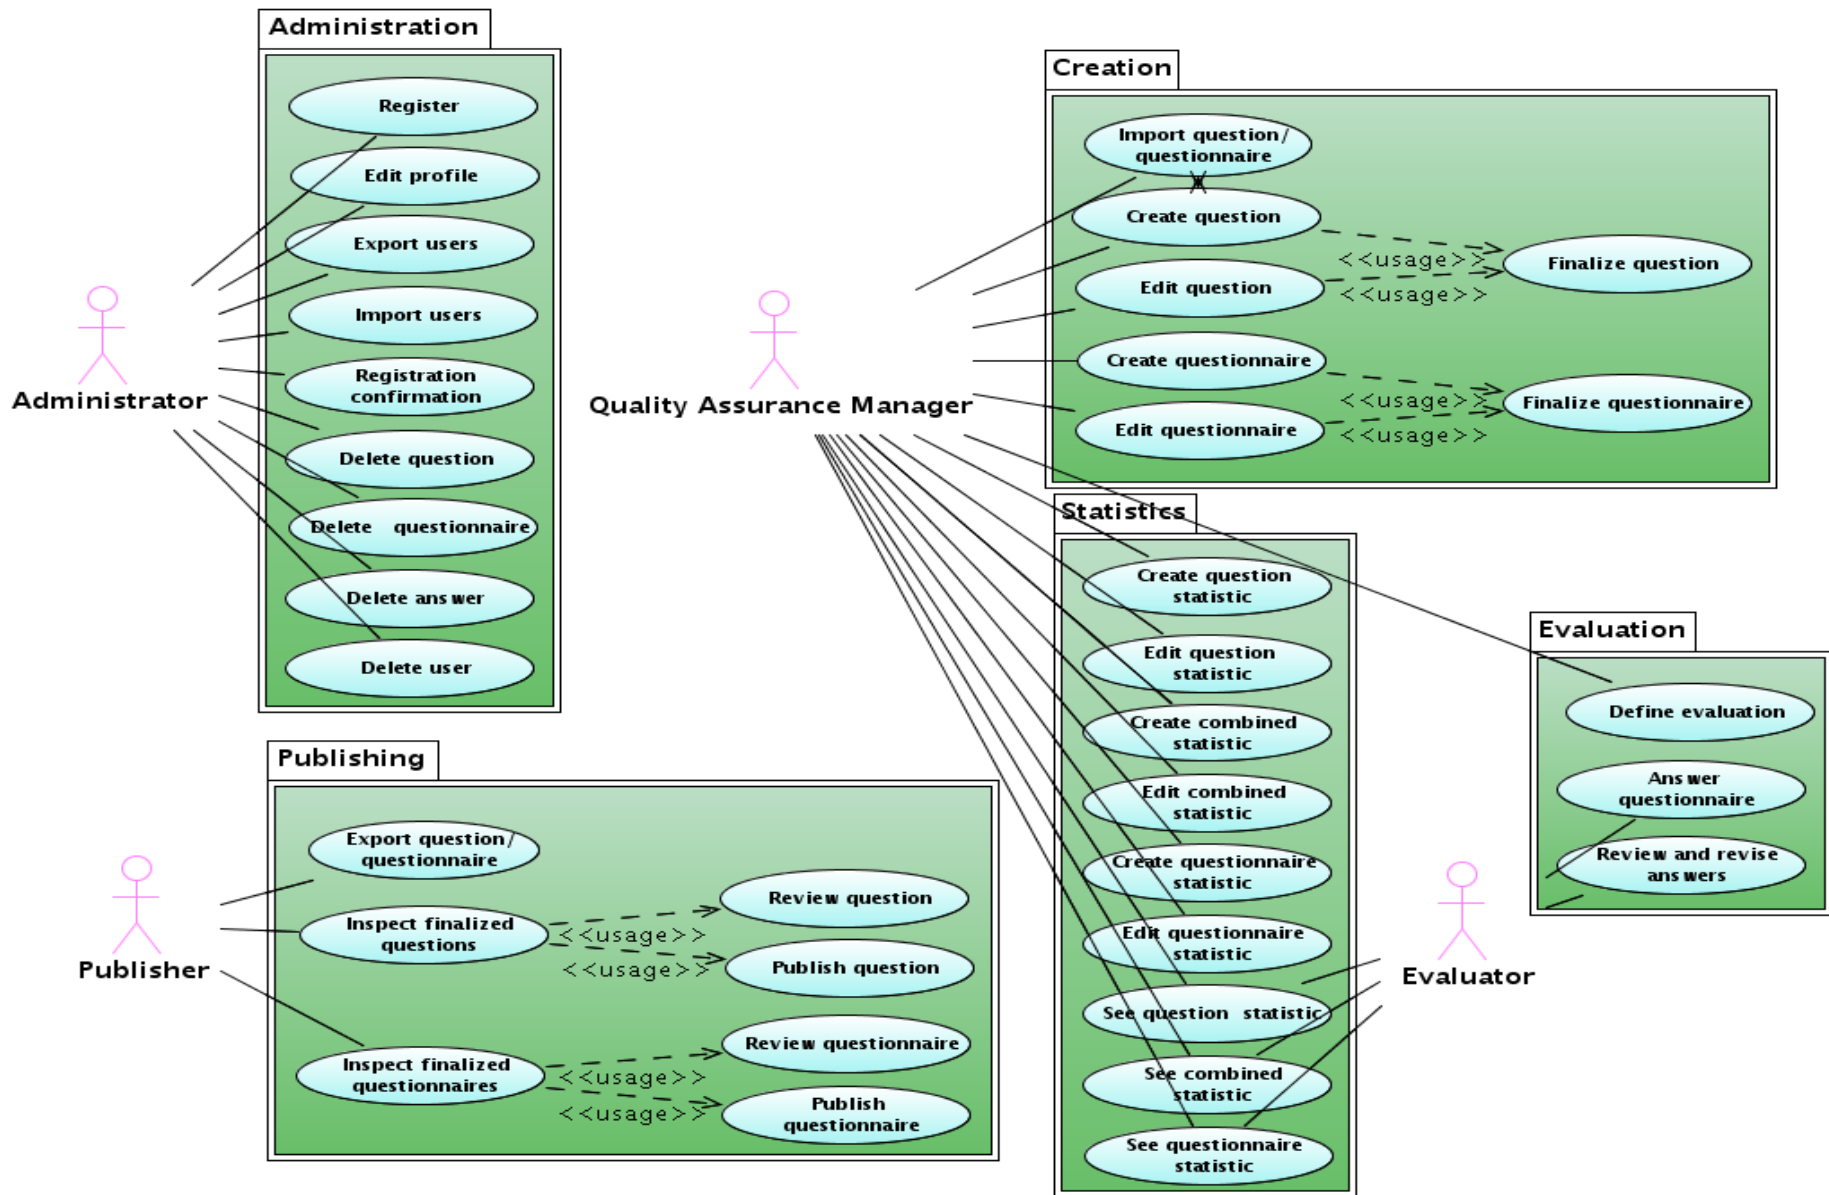 Administration
Register
Edit profile
Export users
Import users
Registration
confirmation
Delete question
Delete questionnaire
Delete answer
Delete user
Administrator
Quality Assurance Manager
Creation
Import question/
questionnaire
Create question
Edit question
Create questionnaire
Edit questionnaire
<<usage>>
<<usage>>
<<usage>>
<<usage>>
Finalize question
Finalize questionnaire
Statistics
Create question
statistic
Edit question
statistic
Create combined
statistic
Edit combined
statistic
Create questionnaire
statistic
Edit questionnaire
statistic
See question statistic
See combined
statistic
See questionnaire
statistic
Evaluation
Define evaluation
Answer
questionnaire
Review and revise
answers
Evaluator
Publishing
Export question/
questionnaire
Inspect finalized
questions
<<usage>>
<<usage>>
Review question
Publish question
Inspect finalized
questionnaires
<<usage>>
<<usage>>
Review questionnaire
Publish
questionnaire
Publisher